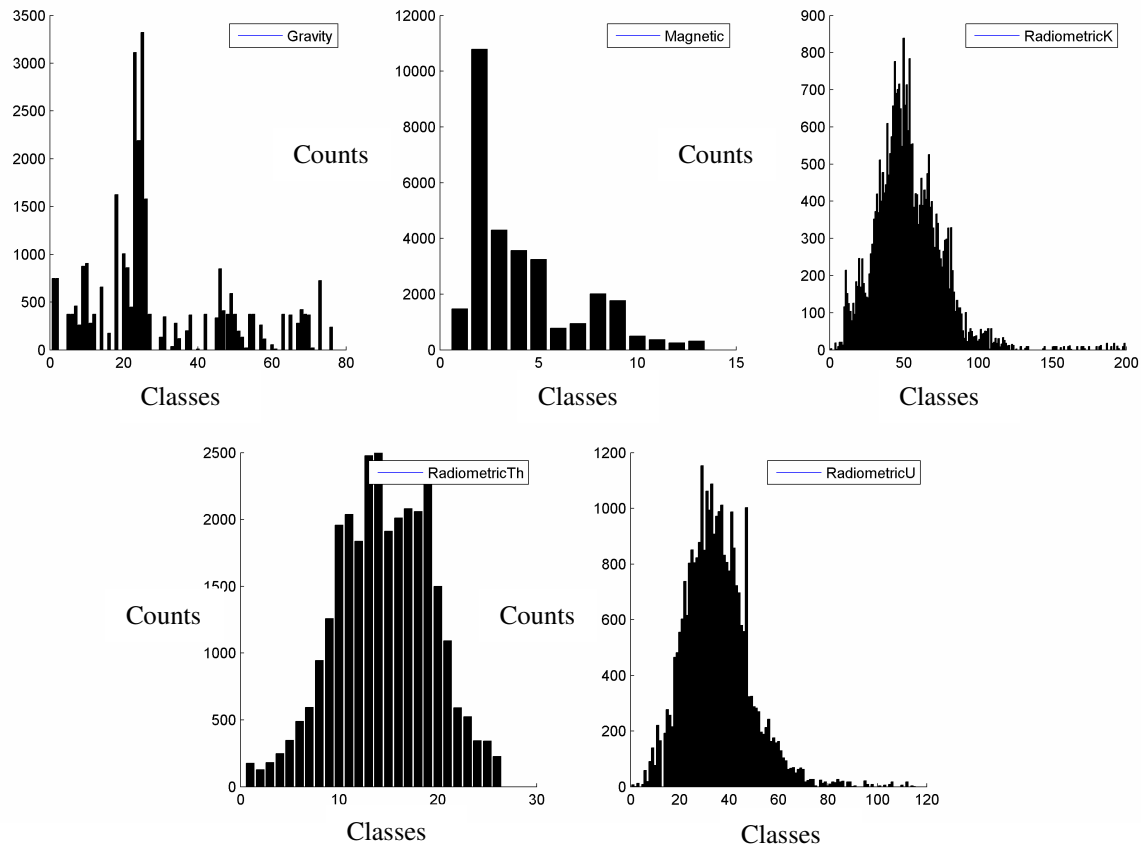 3500
3000
2500
2000
1500
1000
500
0
0 20 40 60 80
Gravity
Classes
Counts
12000
10000
8000
6000
4000
2000
0
0 5 10 15
Magnetic
Classes
Counts
900
800
700
600
500
400
300
200
100
0
0 50 100 150 200
RadiometricK
Classes
2500
2000
1500
1000
500
0
0 10 20 30
RadiometricTh
Counts
Classes
1200
1000
800
600
400
200
0
0 20 40 60 80 100 120
RadiometricU
Counts
Classes